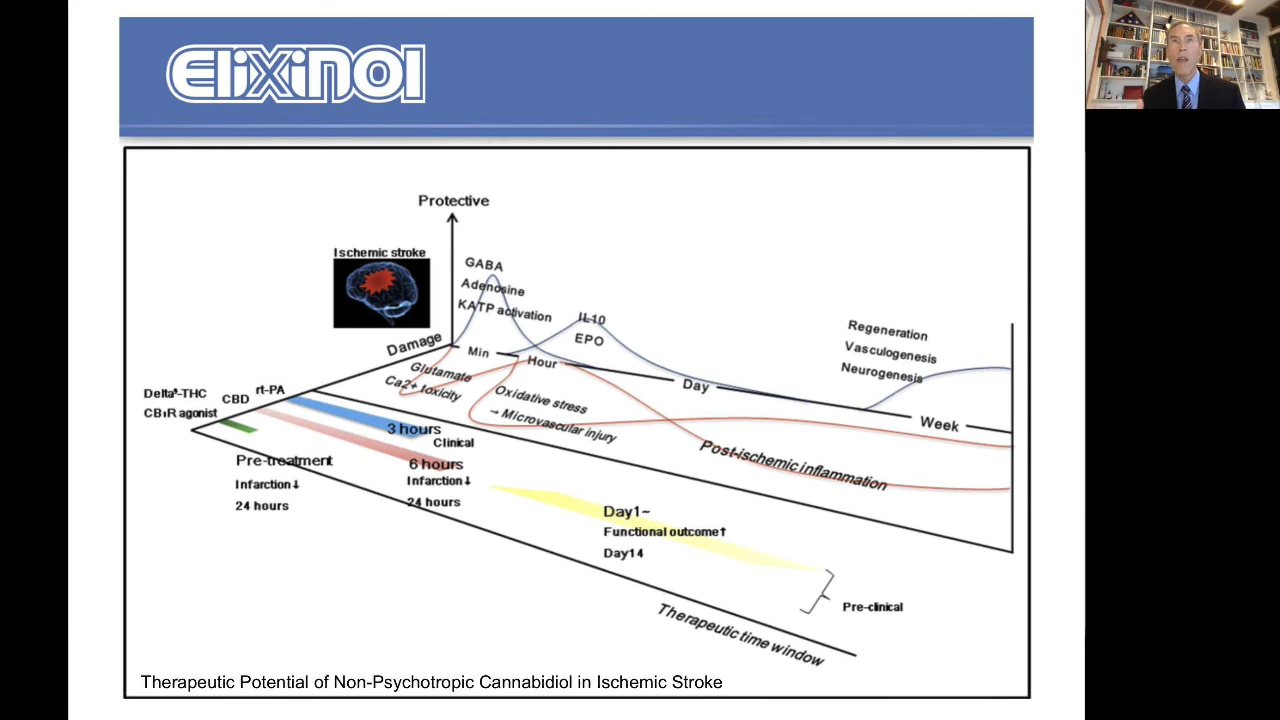 Elixinol
Protective
Ischemic stroke
GABA
Adenosine
KATP activation
IL10
EPO
Regeneration
Vasculogenesis
Neurogenesis
Damage
Min
Hour
Day
Week
Glutamate
Ca2+ toxicity
Oxidative stress
→ Microvascular injury
Post-ischemic inflammation
Delta⁹-THC
CB₁R agonist
CBD
rt-PA
3 hours
Clinical
Pre-treatment
Infarction↓
24 hours
6 hours
Infarction↓
24 hours
Day1~
Functional outcome↑
Day14
Pre-clinical
Therapeutic time window
Therapeutic Potential of Non-Psychotropic Cannabidiol in Ischemic Stroke